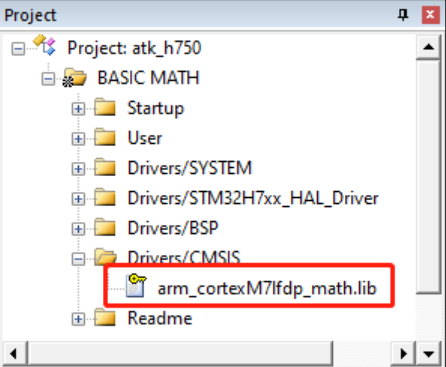 Project
Project: atk_h750
BASIC MATH
Startup
User
Drivers/SYSTEM
Drivers/STM32H7xx_HAL_Driver
Drivers/BSP
Drivers/CMSIS
arm_cortexM7lfdp_math.lib
Readme